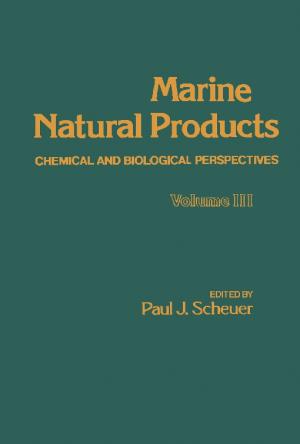 Marine
Natural Products
CHEMICAL AND BIOLOGICAL PERSPECTIVES
Volume III
EDITED BY
Paul J. Scheuer